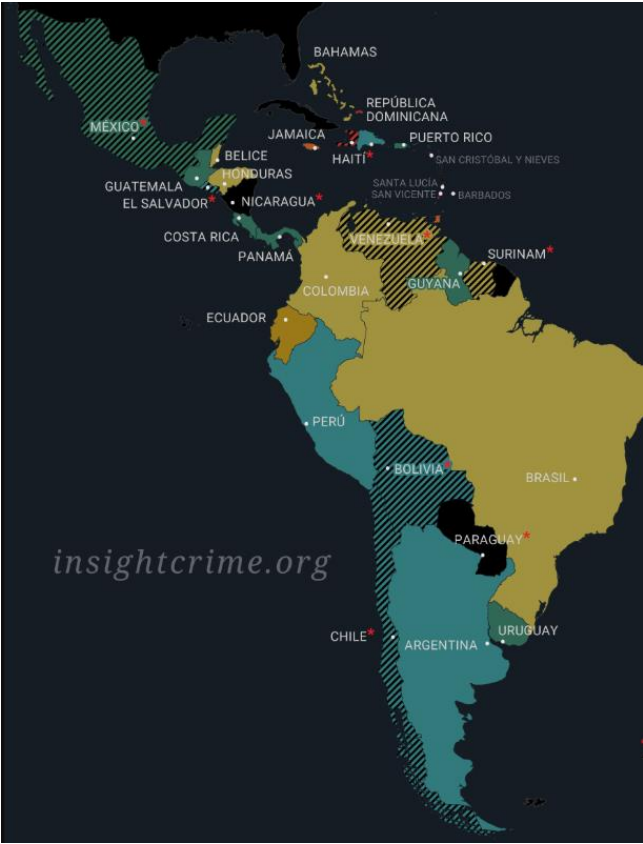 BAHAMAS
REPÚBLICA
DOMINICANA
MÉXICO*
JAMAICA
PUERTO RICO
HAITÍ*
BELICE
SAN CRISTÓBAL Y NIEVES
HONDURAS
GUATEMALA
SANTA LUCÍA
SAN VICENTE
BARBADOS
EL SALVADOR*
NICARAGUA*
COSTA RICA
VENEZUELA*
PANAMÁ
SURINAM*
COLOMBIA
GUYANA
ECUADOR
PERÚ
BOLIVIA*
BRASIL
PARAGUAY*
insightcrime.org
CHILE*
URUGUAY
ARGENTINA
*